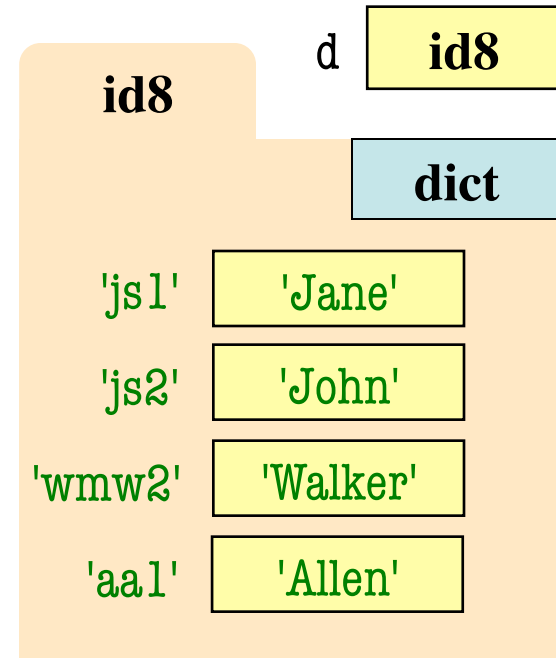 d id8
id8
dict
'js1' 'Jane'
'js2' 'John'
'wmw2' 'Walker'
'aa1' 'Allen'